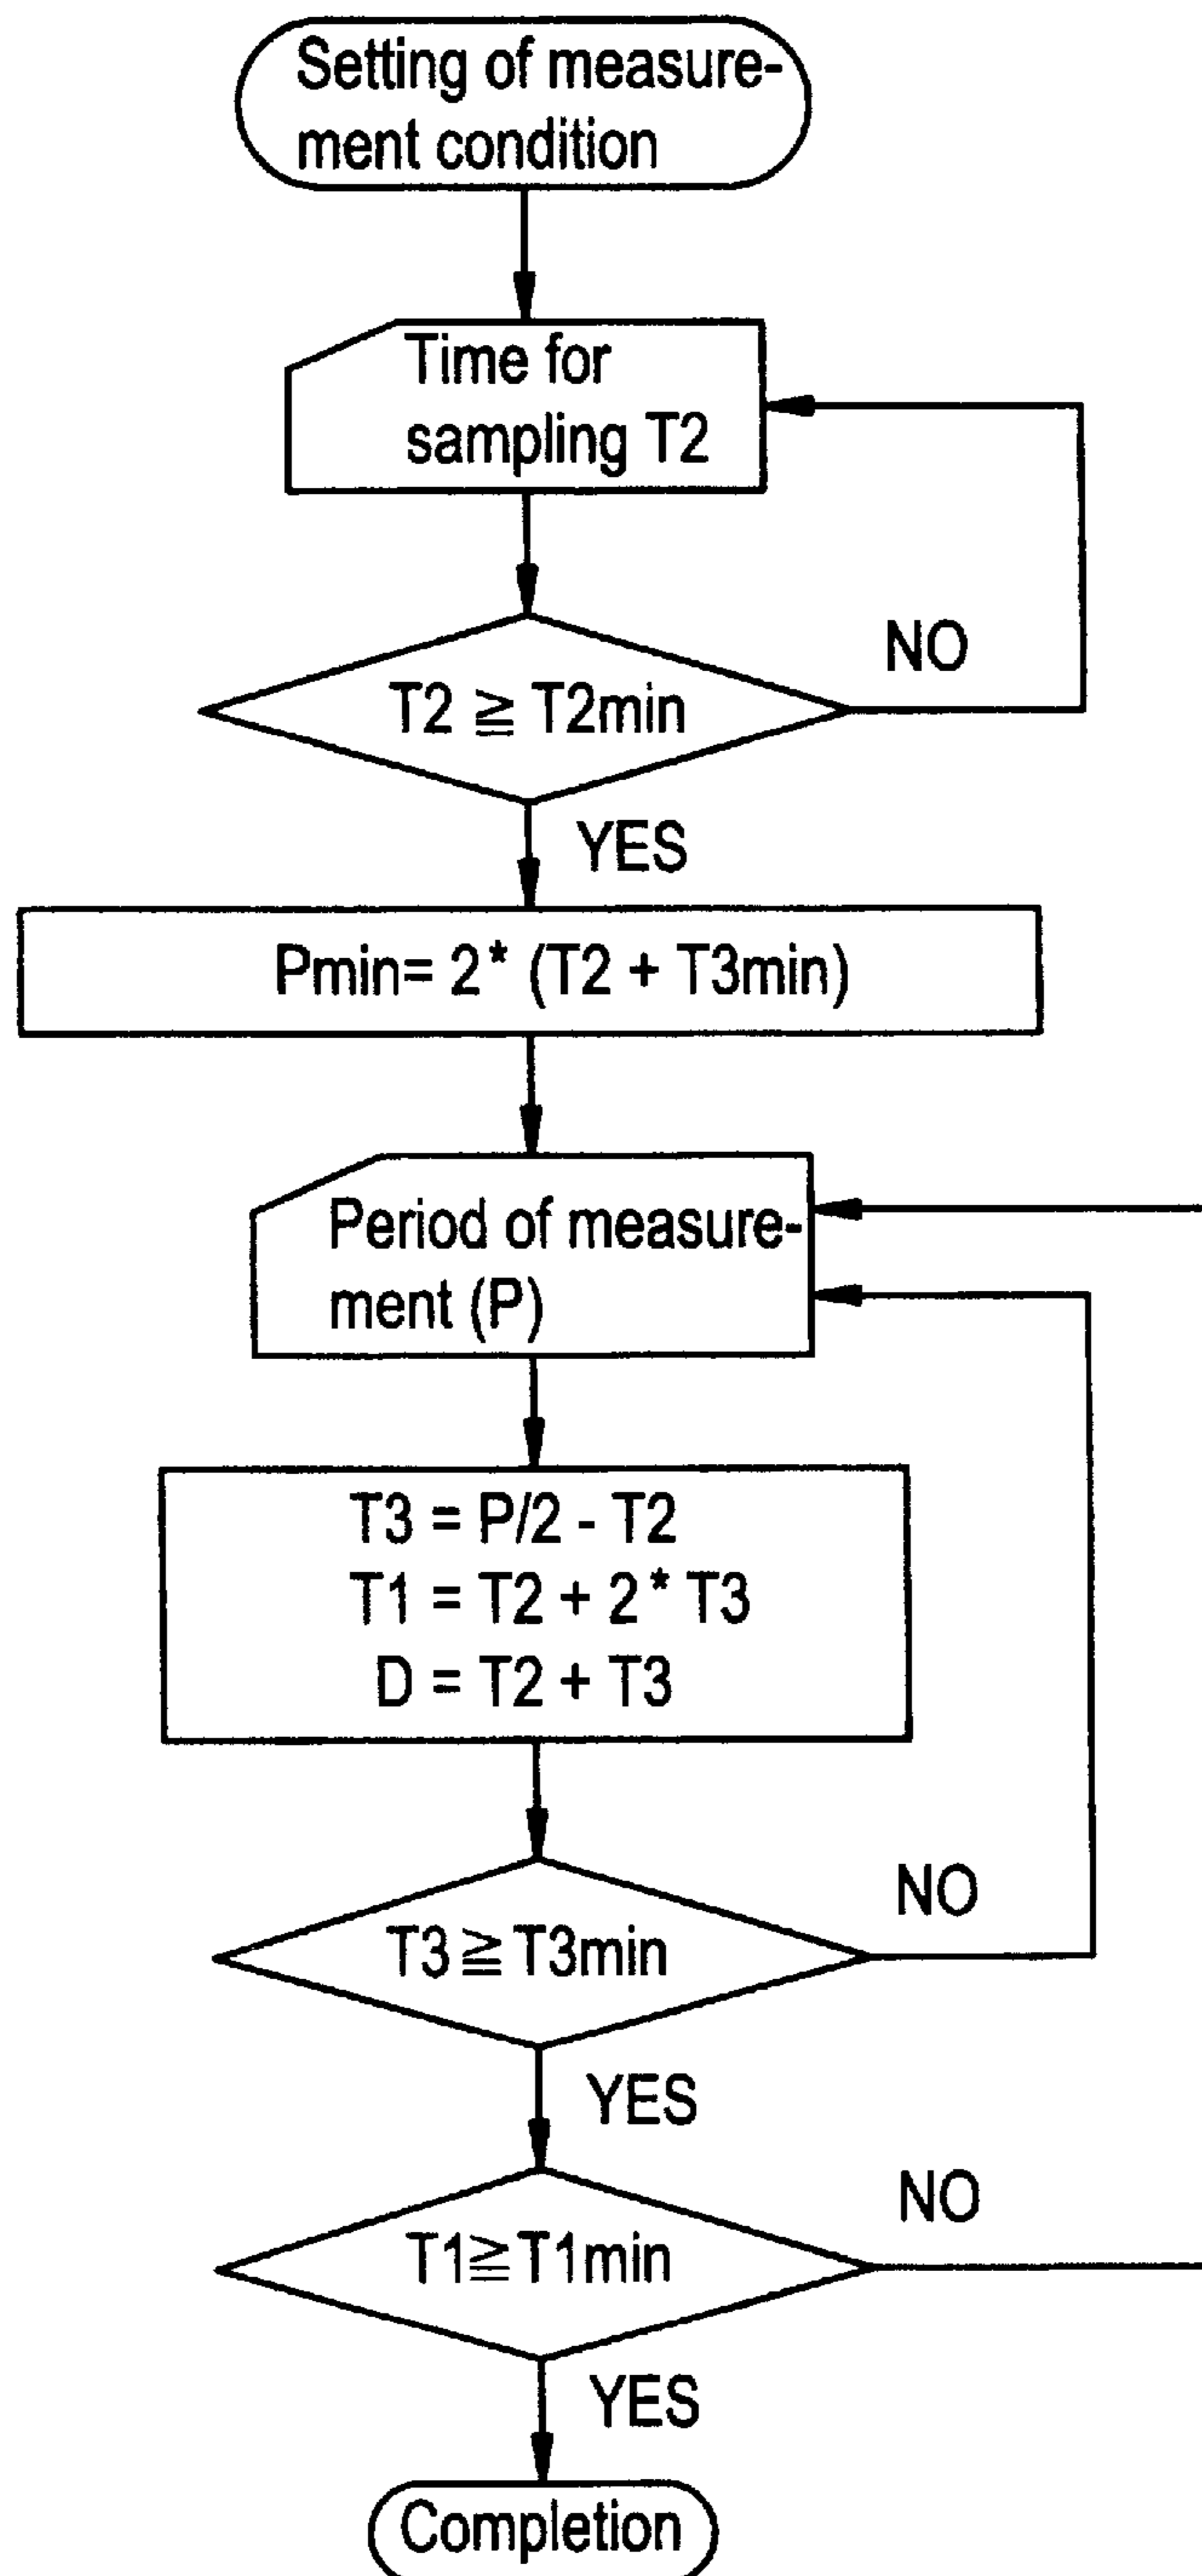 Setting of measure-
ment condition
Time for
sampling T2
NO
T2 ≧ T2min
YES
Pmin= 2* (T2 + T3min)
Period of measure-
ment (P)
T3 = P/2 - T2
T1 = T2 + 2* T3
D = T2 + T3
NO
T3≧T3min
YES
NO
T1≧T1min
YES
Completion